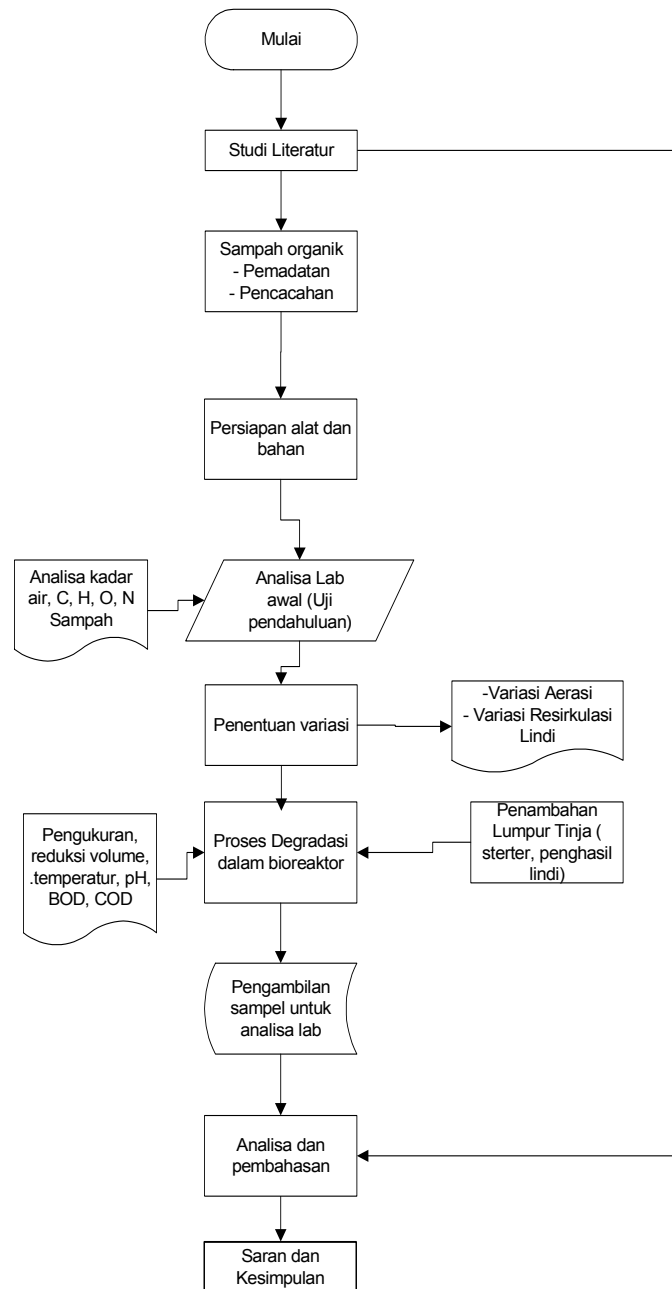 Mulai
Studi Literatur
Sampah organik
- Pemadatan
- Pencacahan
Persiapan alat dan
bahan
Analisa kadar
air, C, H, O, N
Sampah
Analisa Lab
awal (Uji
pendahuluan)
Penentuan variasi
-Variasi Aerasi
- Variasi Resirkulasi
Lindi
Pengukuran,
reduksi volume,
.temperatur, pH,
BOD, COD
Proses Degradasi
dalam bioreaktor
Penambahan
Lumpur Tinja (
sterter, penghasil
lindi)
Pengambilan
sampel untuk
analisa lab
Analisa dan
pembahasan
Saran dan
Kesimpulan